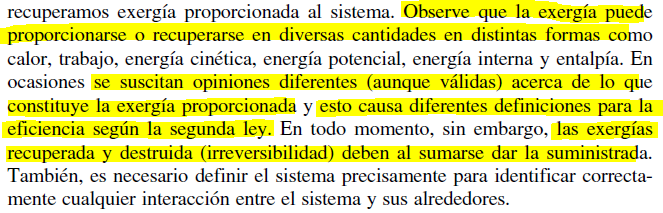 recuperamos exergía proporcionada al sistema. Observe que la exergía puede
proporcionarse o recuperarse en diversas cantidades en distintas formas como
calor, trabajo, energía cinética, energía potencial, energía interna y entalpía. En
ocasiones se suscitan opiniones diferentes (aunque válidas) acerca de lo que
constituye la exergía proporcionada y esto causa diferentes definiciones para la
eficiencia según la segunda ley. En todo momento, sin embargo, las exergías
recuperada y destruida (irreversibilidad) deben al sumarse dar la suministrada.
También, es necesario definir el sistema precisamente para identificar correcta-
mente cualquier interacción entre el sistema y sus alrededores.